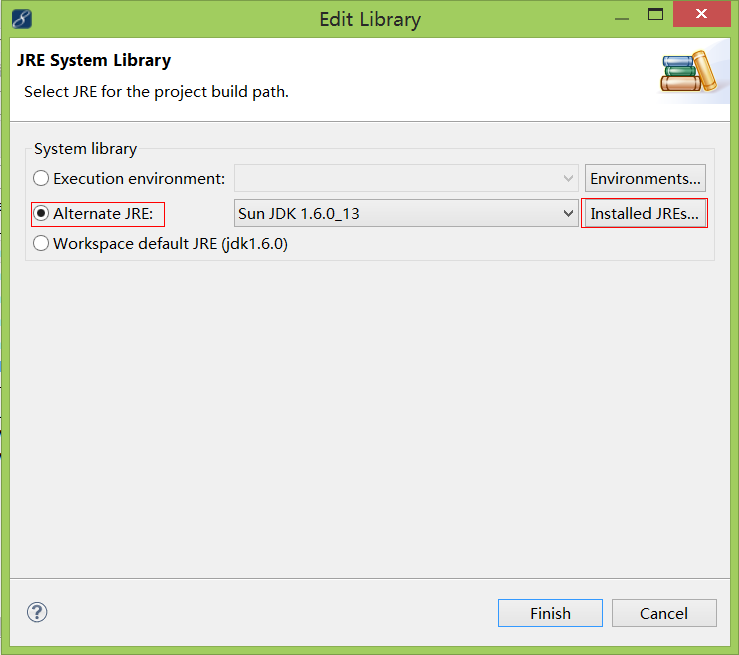 Edit Library
JRE System Library
Select JRE for the project build path.
System library
Execution environment: Environments...
Alternate JRE: Sun JDK 1.6.0_13 Installed JREs...
Workspace default JRE (jdk1.6.0)
? Finish Cancel